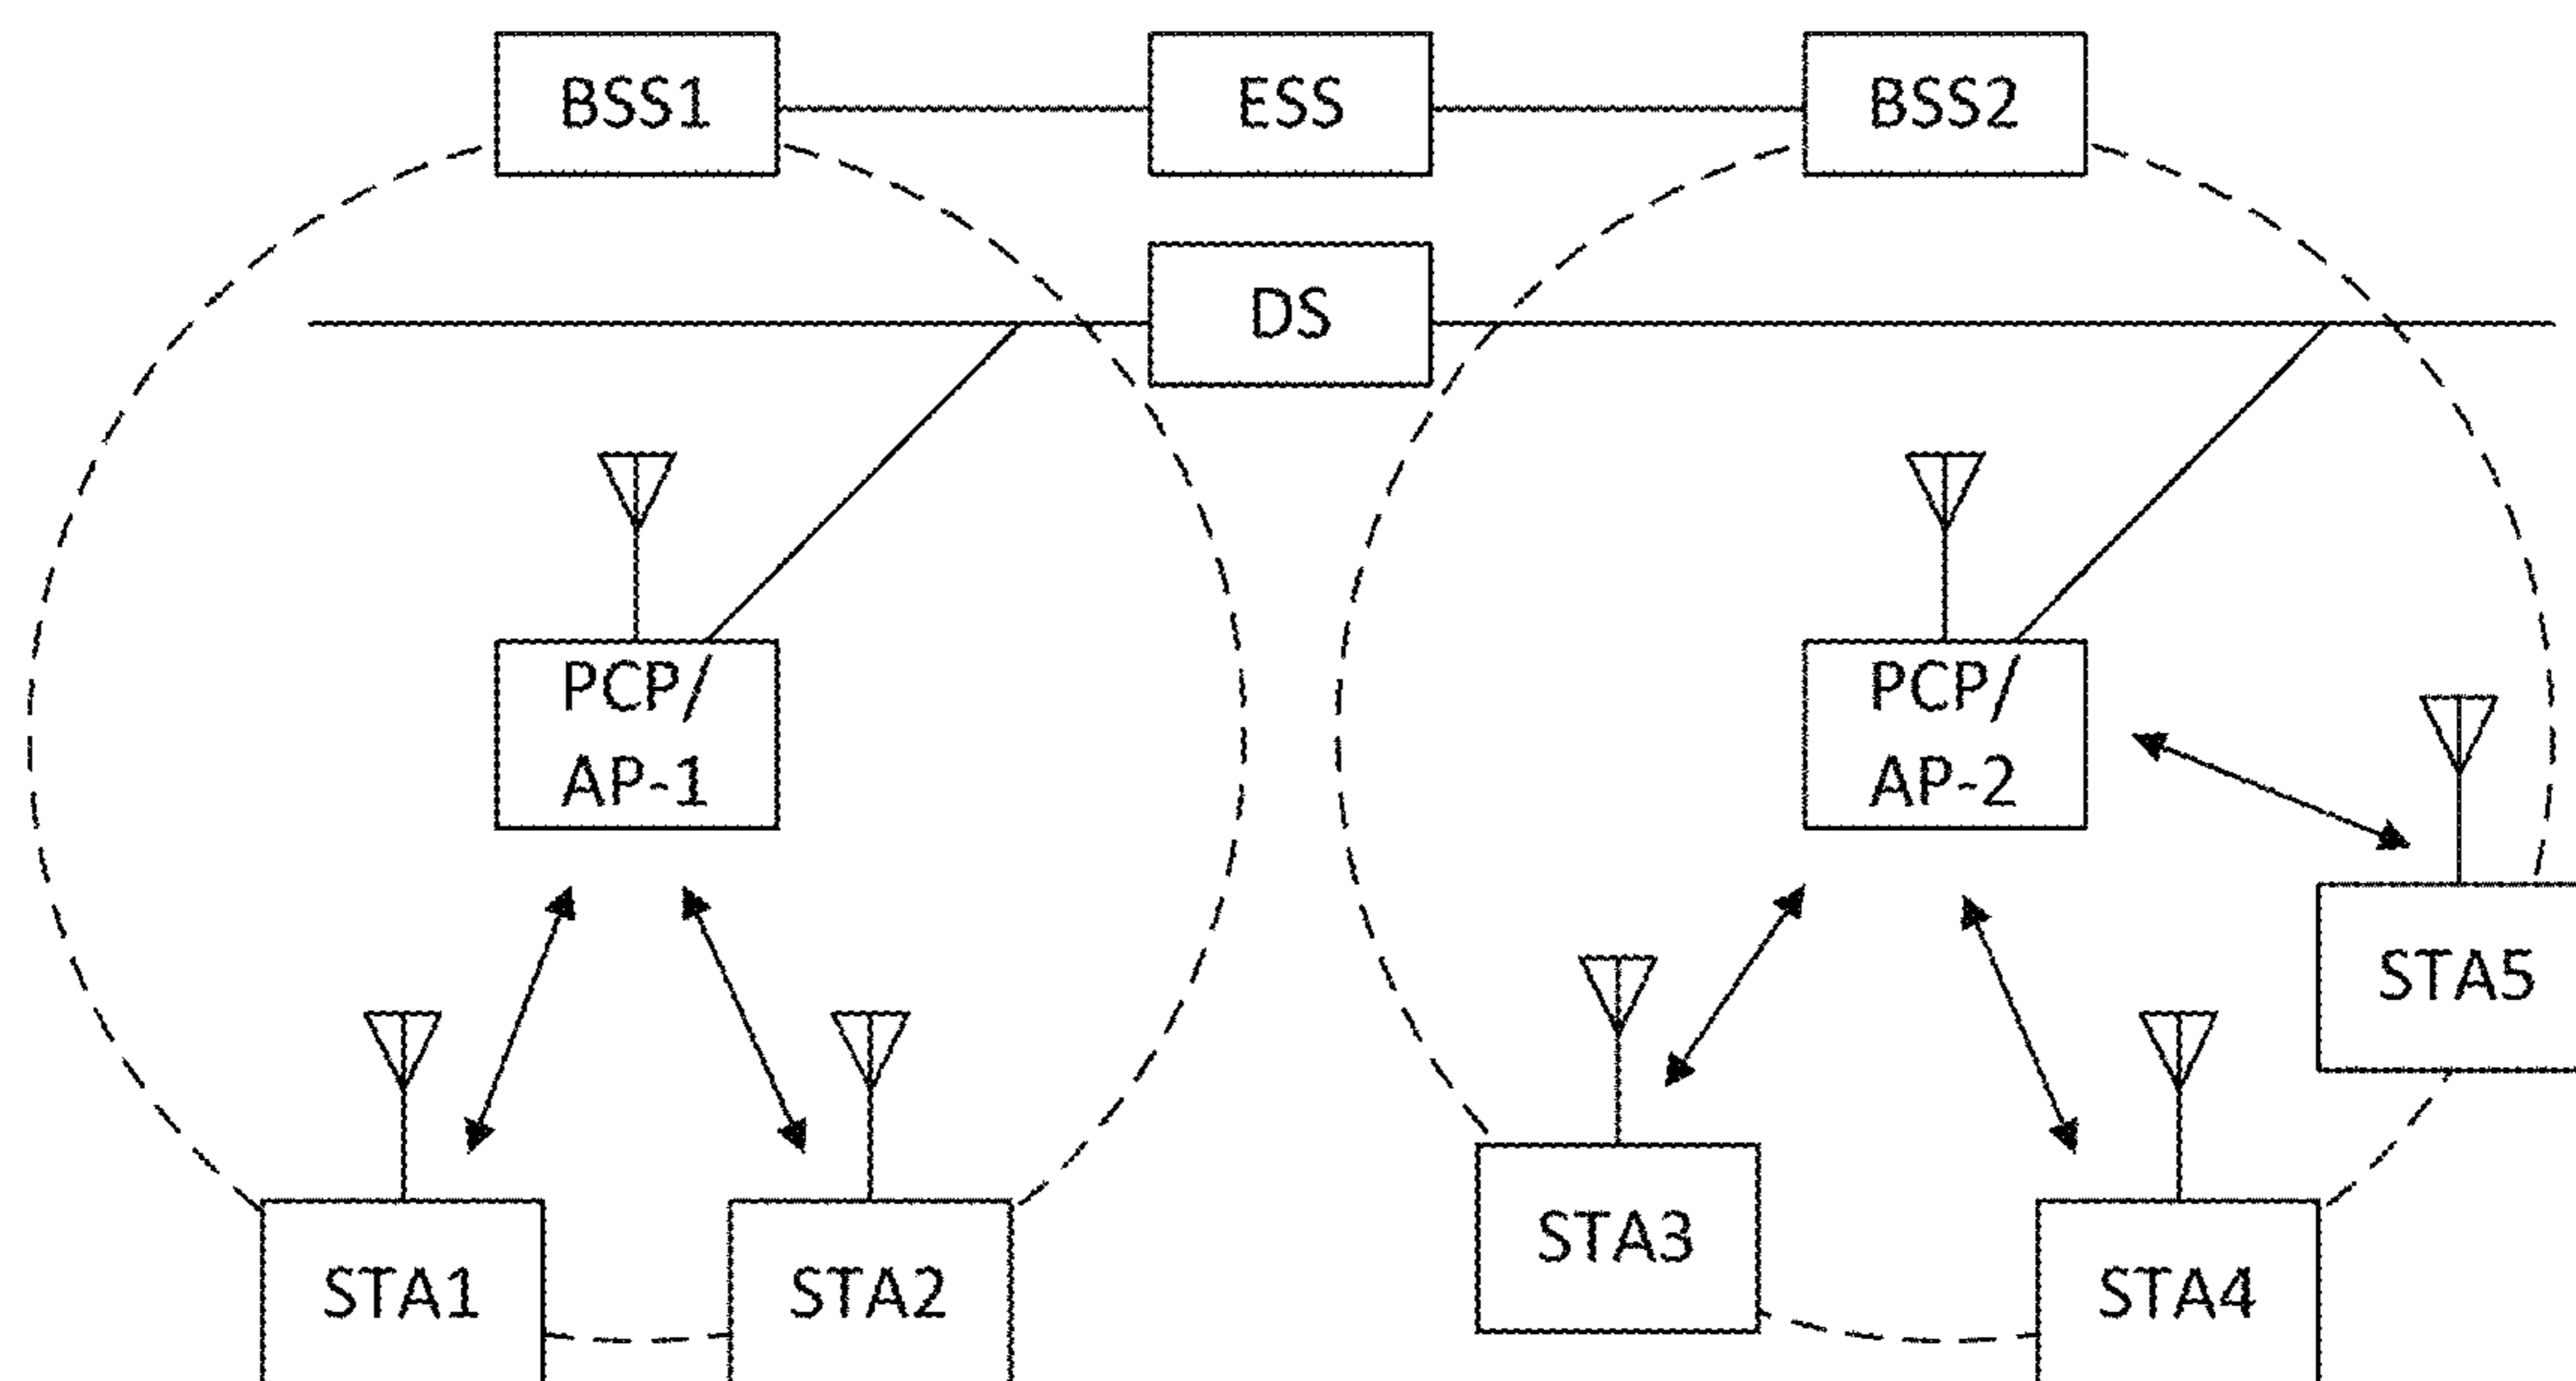 BSS1
ESS
BSS2
DS
PCP/
AP-1
PCP/
AP-2
STA5
STA3
STA1
STA2
STA4